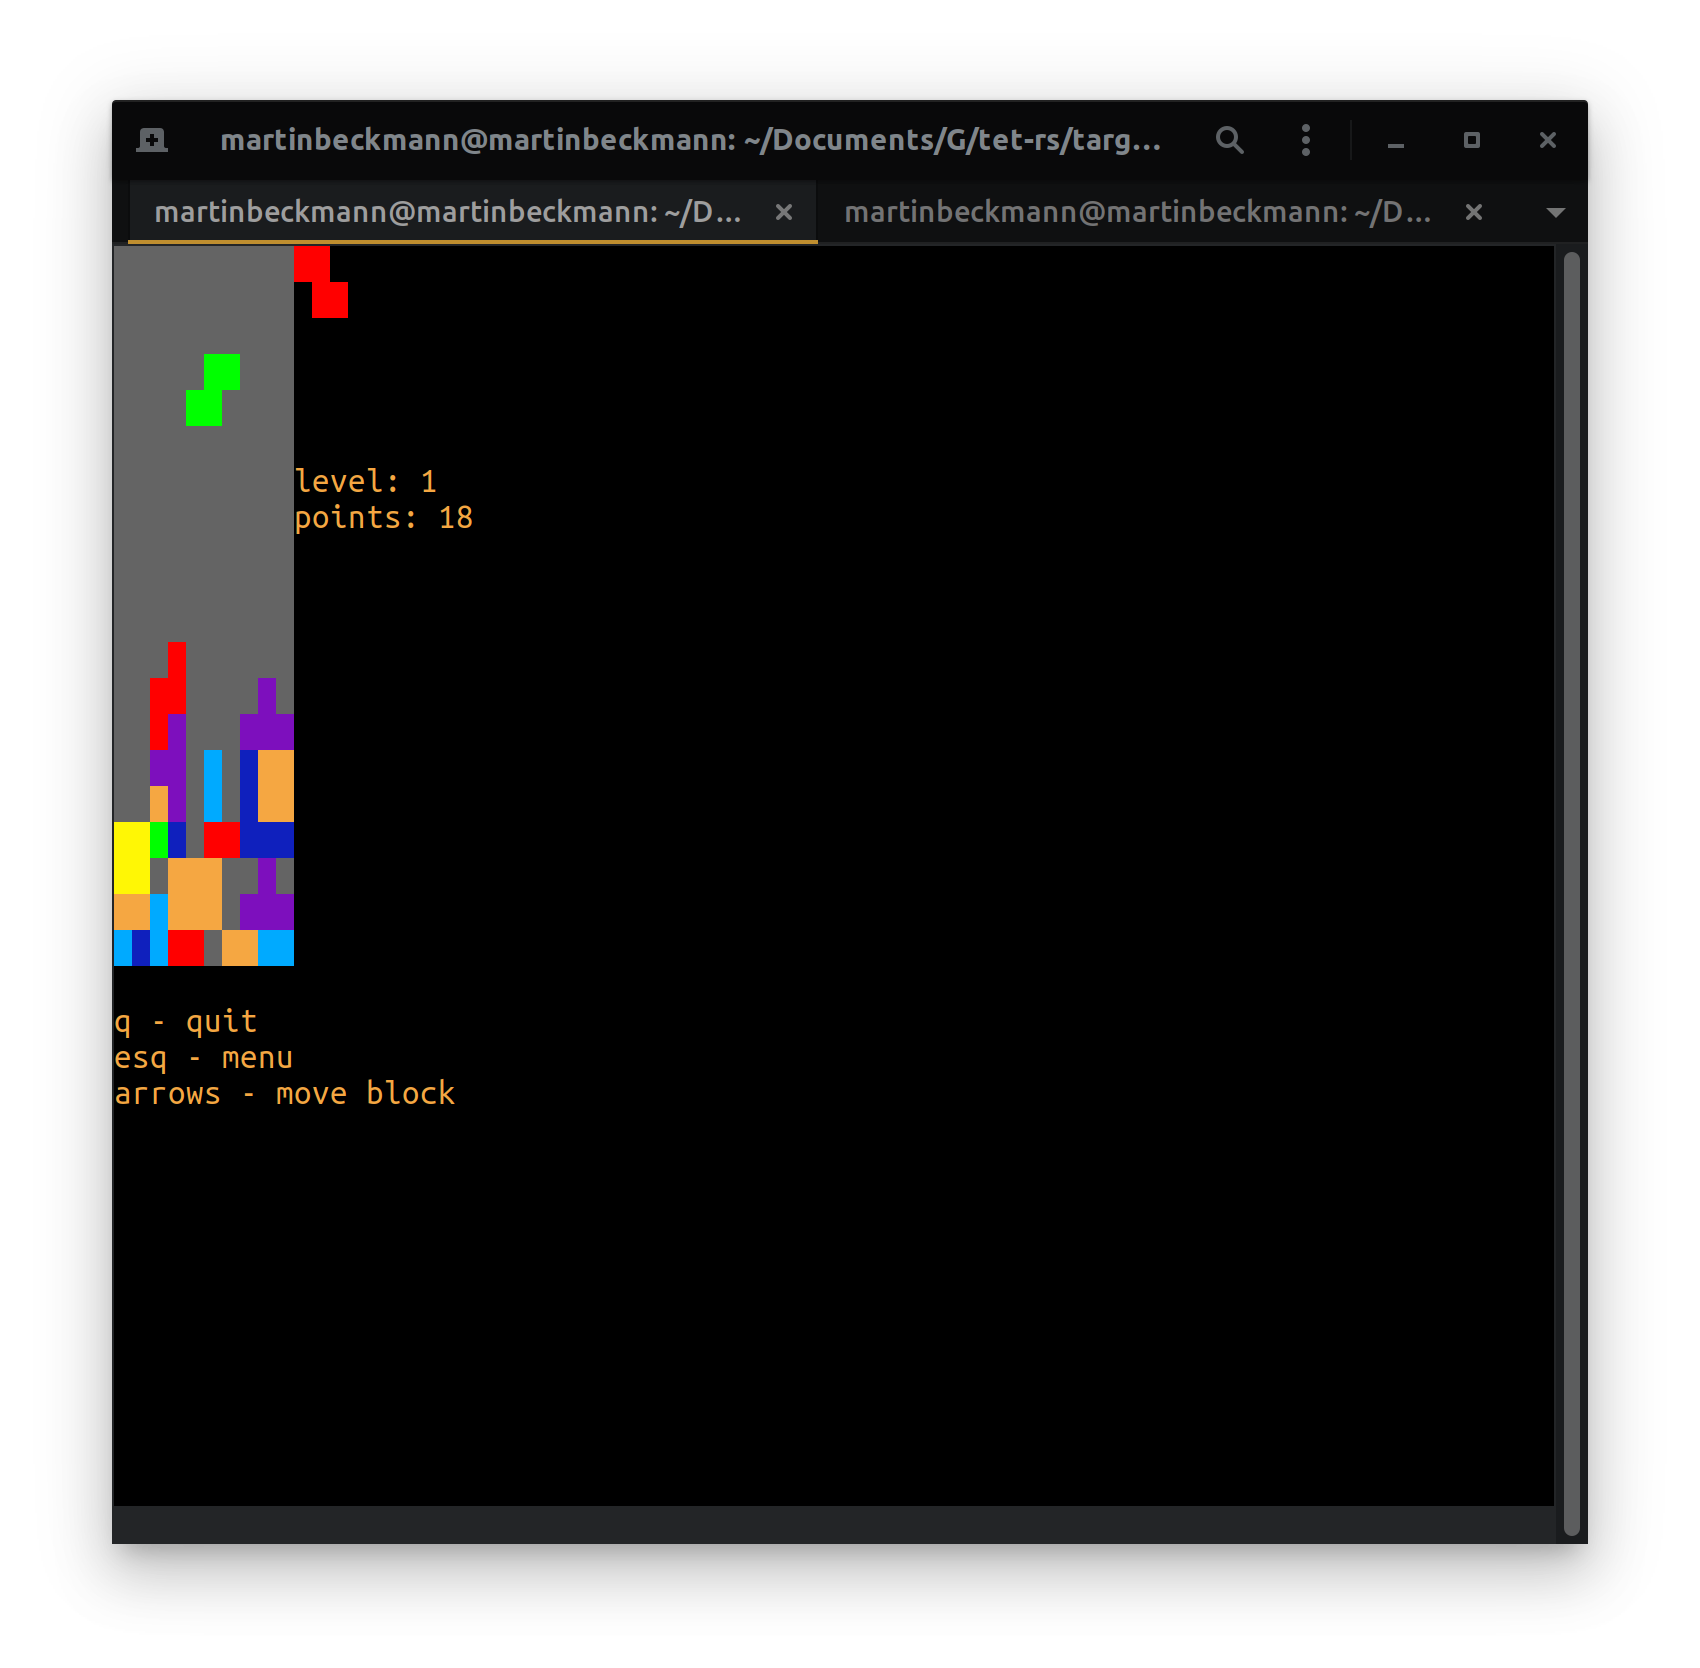 martinbeckmann@martinbeckmann: ~/Documents/G/tet-rs/targ...
martinbeckmann@martinbeckmann: ~/D...
martinbeckmann@martinbeckmann: ~/D...
level: 1
points: 18
q - quit
esq - menu
arrows - move block